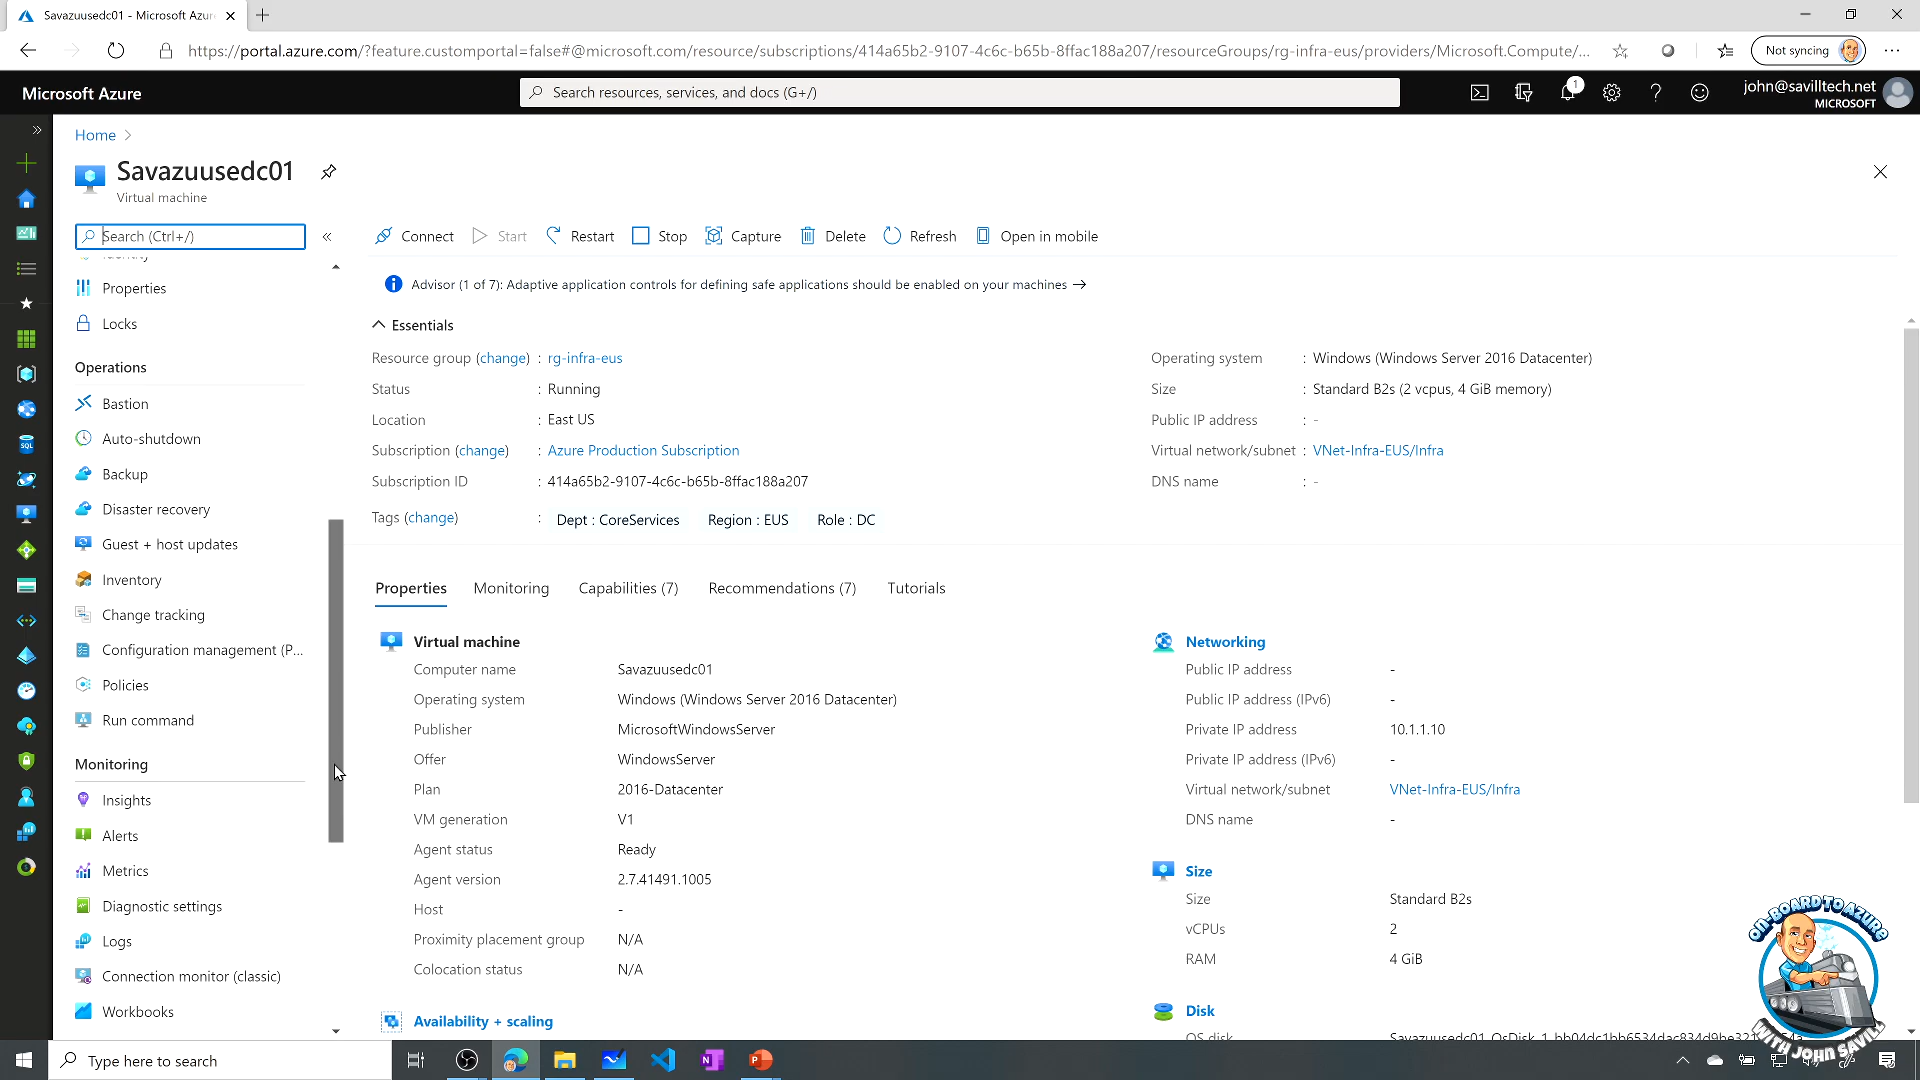 Savazuusedc01 - Microsoft Azur
https://portal.azure.com/?feature.customportal=false#@microsoft.com/resource/subscriptions/414a65b2-9107-4c6c-b65b-8ffac188a207/resourceGroups/rg-infra-eus/providers/Microsoft.Compute/...
Not syncing
Microsoft Azure
Search resources, services, and docs (G+/)
1
john@savilltech.net
MICROSOFT
Home
Savazuusedc01
Virtual machine
Search (Ctrl+/)
Connect
Start
Restart
Stop
Capture
Delete
Refresh
Open in mobile
Identity
Properties
Locks
Operations
Bastion
Auto-shutdown
Backup
Disaster recovery
Guest + host updates
Inventory
Change tracking
Configuration management (P...
Policies
Run command
Monitoring
Insights
Alerts
Metrics
Diagnostic settings
Logs
Connection monitor (classic)
Workbooks
Advisor (1 of 7): Adaptive application controls for defining safe applications should be enabled on your machines →
Essentials
Resource group (change) : rg-infra-eus
Status : Running
Location : East US
Subscription (change) : Azure Production Subscription
Subscription ID : 414a65b2-9107-4c6c-b65b-8ffac188a207
Tags (change) : Dept : CoreServices Region : EUS Role : DC
Operating system : Windows (Windows Server 2016 Datacenter)
Size : Standard B2s (2 vcpus, 4 GiB memory)
Public IP address : -
Virtual network/subnet : VNet-Infra-EUS/Infra
DNS name : -
Properties Monitoring Capabilities (7) Recommendations (7) Tutorials
Virtual machine
Computer name Savazuusedc01
Operating system Windows (Windows Server 2016 Datacenter)
Publisher MicrosoftWindowsServer
Offer WindowsServer
Plan 2016-Datacenter
VM generation V1
Agent status Ready
Agent version 2.7.41491.1005
Host -
Proximity placement group N/A
Colocation status N/A
Availability + scaling
Networking
Public IP address -
Public IP address (IPv6) -
Private IP address 10.1.1.10
Private IP address (IPv6) -
Virtual network/subnet VNet-Infra-EUS/Infra
DNS name -
Size
Size Standard B2s
vCPUs 2
RAM 4 GiB
Disk
OS disk
ON-BOARD TO AZURE
WITH JOHN SAVILL
Type here to search